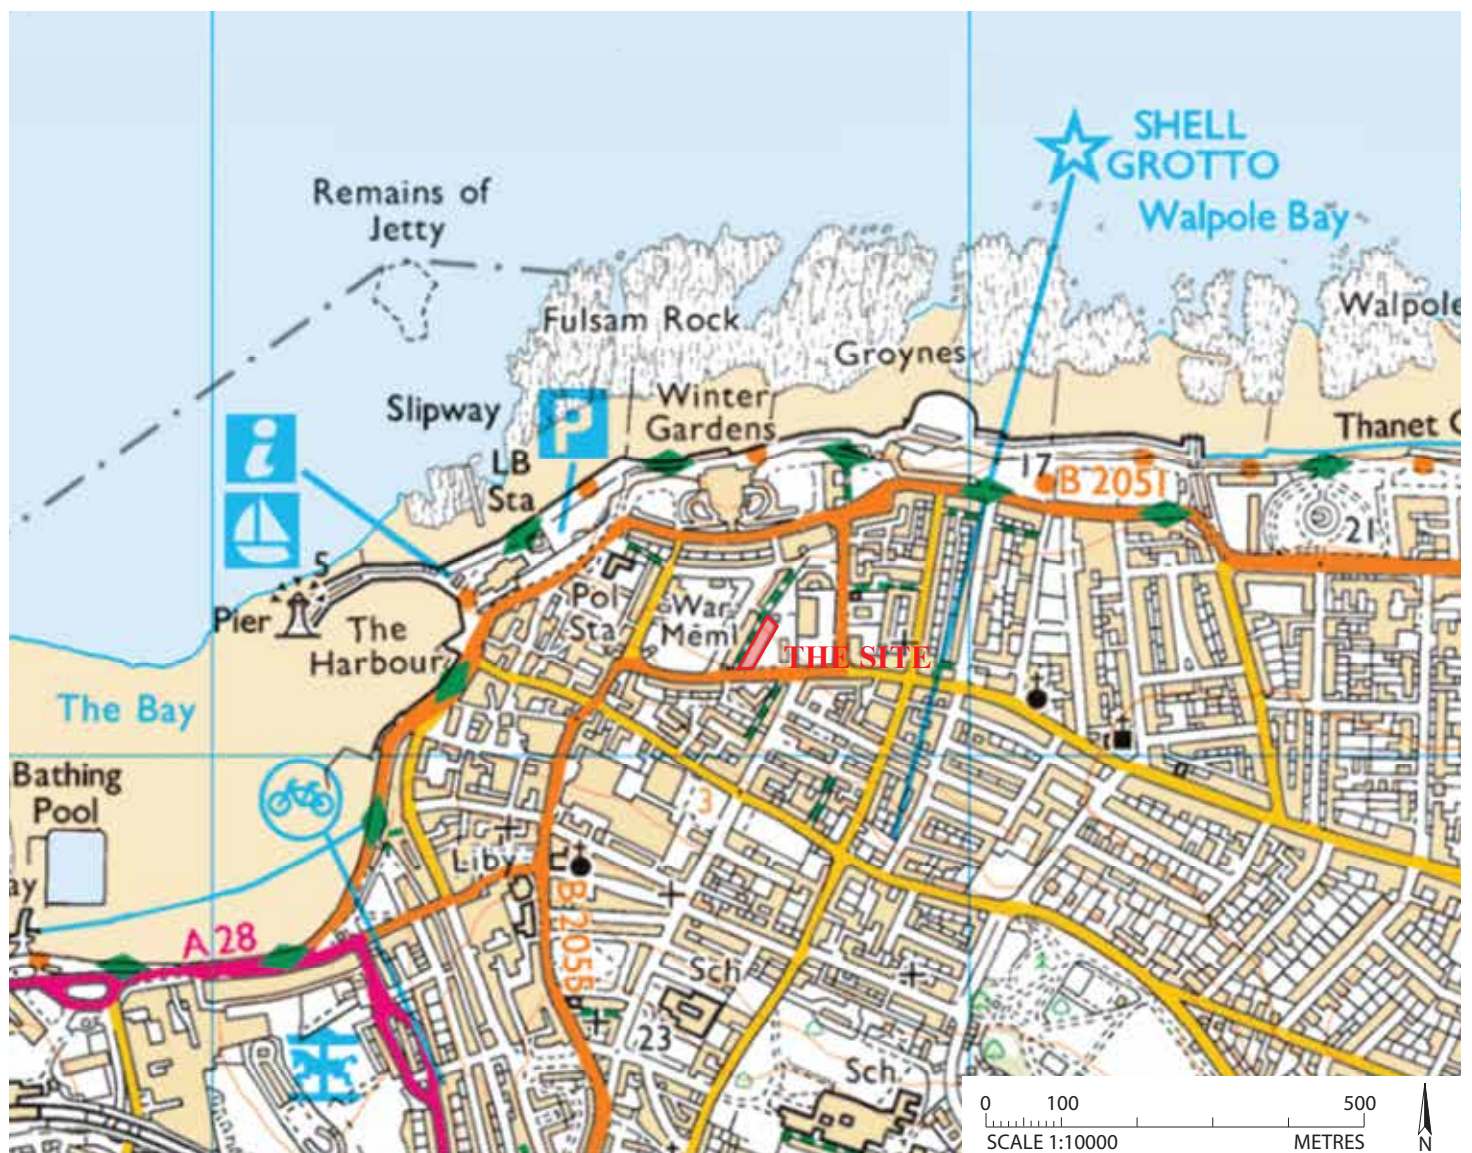 SHELL
GROTTO
Remains of
Jetty
Walpole Bay
Walpole
Fulsam Rock
Groynes
Slipway
P
Winter
Gardens
Thanet C
i
LB
Sta
17
B 2051
21
5
Pier
The
Harbour
Pol
Sta
War
Meml
THE SITE
The Bay
Bathing
Pool
3
Liby
ay
A 28
B 2055
Sch
23
Sch
0 100 500
SCALE 1:10000 METRES
N